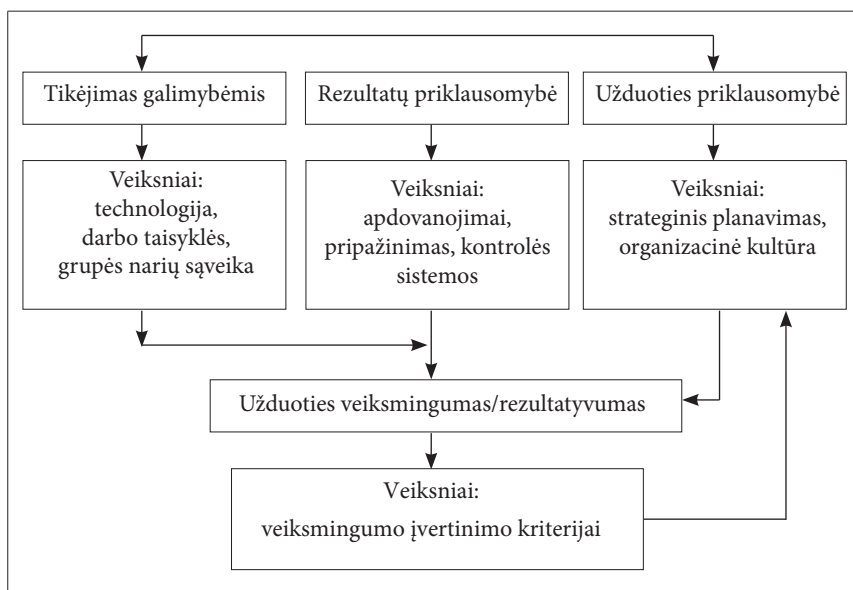 Tikėjimas galimybėmis
Rezultatų priklausomybė
Užduoties priklausomybė
Veiksniai:
technologija,
darbo taisyklės,
grupės narių sąveika
Veiksniai:
apdovanojimai,
pripažinimas, kontrolės
sistemos
Veiksniai:
strateginis planavimas,
organizacinė kultūra
Užduoties veiksmingumas/rezultatyvumas
Veiksniai:
veiksmingumo įvertinimo kriterijai